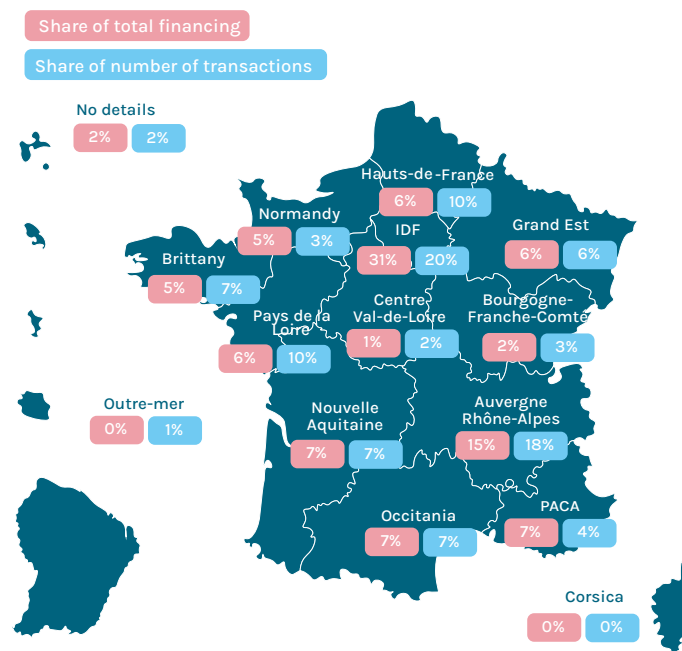 Share of total financing
Share of number of transactions
No details
2% 2%
Hauts-de-France
6% 10%
Normandy
5% 3%
IDF
31% 20%
Grand Est
6% 6%
Brittany
5% 7%
Pays de la
Loire
6% 10%
Centre
Val-de-Loire
1% 2%
Bourgogne-
Franche-Comté
2% 3%
Outre-mer
0% 1%
Nouvelle
Aquitaine
7% 7%
Auvergne
Rhône-Alpes
15% 18%
Occitania
7% 7%
PACA
7% 4%
Corsica
0% 0%